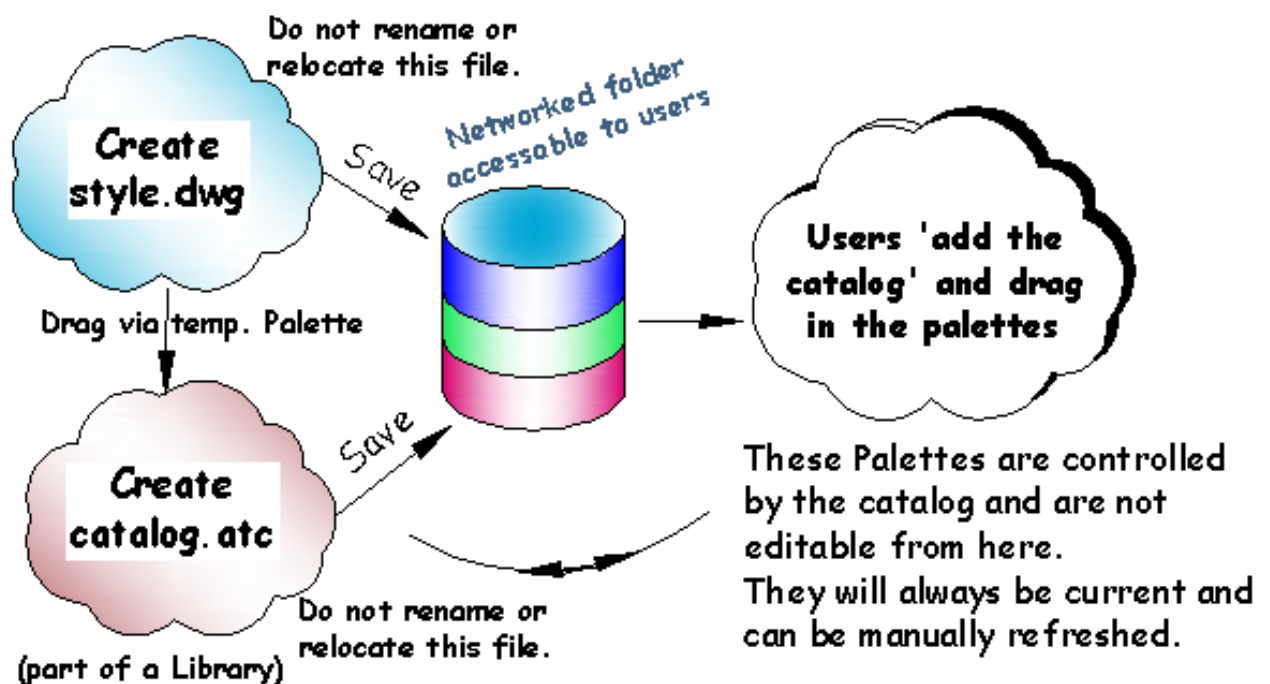 Do not rename or
relocate this file.
Create
style.dwg
Save
Networked folder
accessable to users
Users 'add the
catalog' and drag
in the palettes
Drag via temp. Palette
Create
catalog.atc
Save
Do not rename or
relocate this file.
(part of a Library)
These Palettes are controlled
by the catalog and are not
editable from here.
They will always be current and
can be manually refreshed.